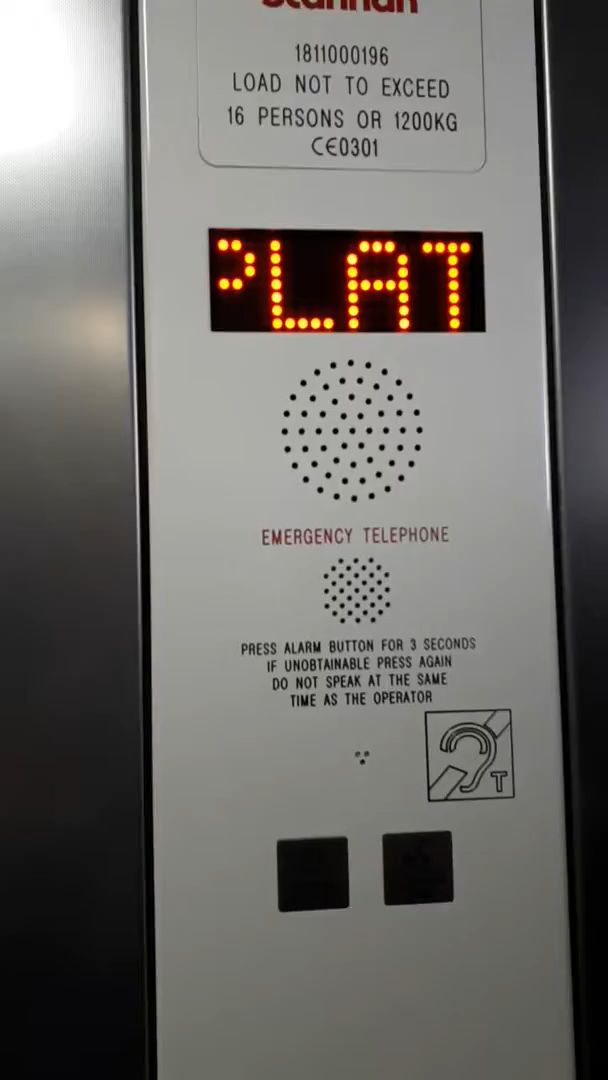 1811000196
LOAD NOT TO EXCEED
16 PERSONS OR 1200KG
CE0301
PLAT
EMERGENCY TELEPHONE
PRESS ALARM BUTTON FOR 3 SECONDS
IF UNOBTAINABLE PRESS AGAIN
DO NOT SPEAK AT THE SAME
TIME AS THE OPERATOR
T